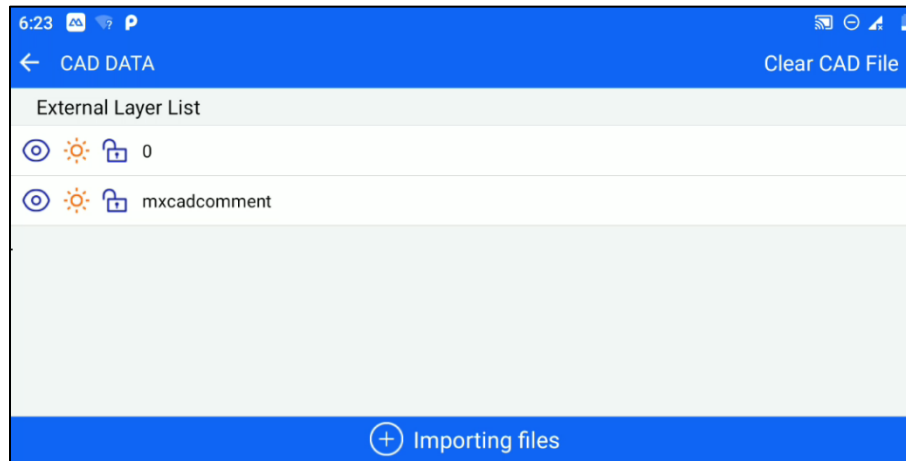 6:23
CAD DATA
Clear CAD File
External Layer List
0
mxcadcomment
Importing files